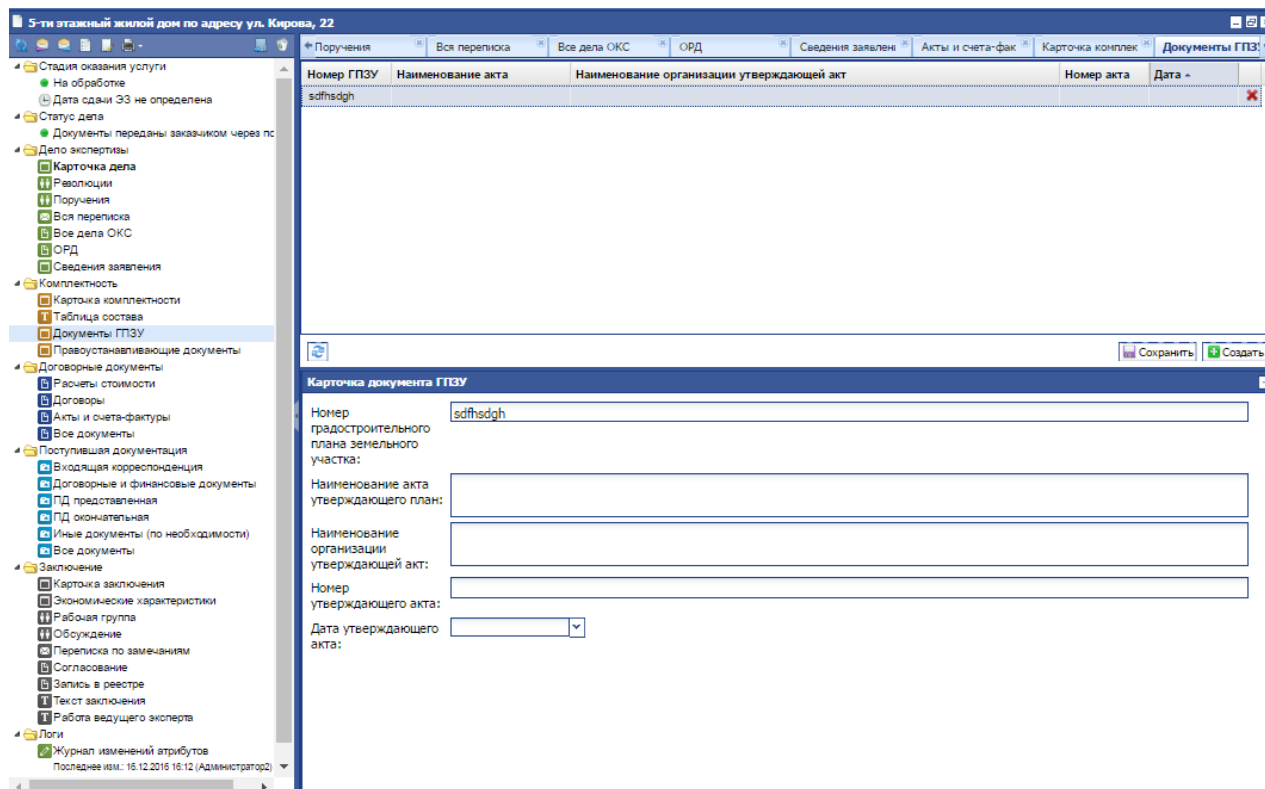 5-ти этажный жилой дом по адресу ул. Кирова, 22
Стадия оказания услуги
На обработке
Дата сдачи ЭЗ не определена
Статус дела
Документы переданы заказчиком через по
Дело экспертизы
Карточка дела
Резолюции
Поручения
Вся переписка
Все дела ОКС
ОРД
Сведения заявления
Комплектность
Карточка комплектности
Таблица состава
Документы ГПЗУ
Правоустанавливающие документы
Договорные документы
Расчеты стоимости
Договоры
Акты и счета-фактуры
Все документы
Поступившая документация
Входящая корреспонденция
Договорные и финансовые документы
ПД представленная
ПД окончательная
Иные документы (по необходимости)
Все документы
Заключение
Карточка заключения
Экономические характеристики
Рабочая группа
Обсуждение
Переписка по замечаниям
Согласование
Запись в реестре
Текст заключения
Работа ведущего эксперта
Логи
Журнал изменений атрибутов
Последнее изм.: 16.12.2016 16:12 (Администратор2)
Поручения Вся переписка Все дела ОКС ОРД Сведения заявлен Акты и счета-фак Карточка комплек Документы ГПЗУ
Номер ГПЗУ Наименование акта Наименование организации утверждающей акт Номер акта Дата
sdfhsdgh
Сохранить Создать
Карточка документа ГПЗУ
Номер sdfhsdgh
градостроительного
плана земельного
участка:
Наименование акта
утверждающего план:
Наименование
организации
утверждающей акт:
Номер
утверждающего акта:
Дата утверждающего
акта: